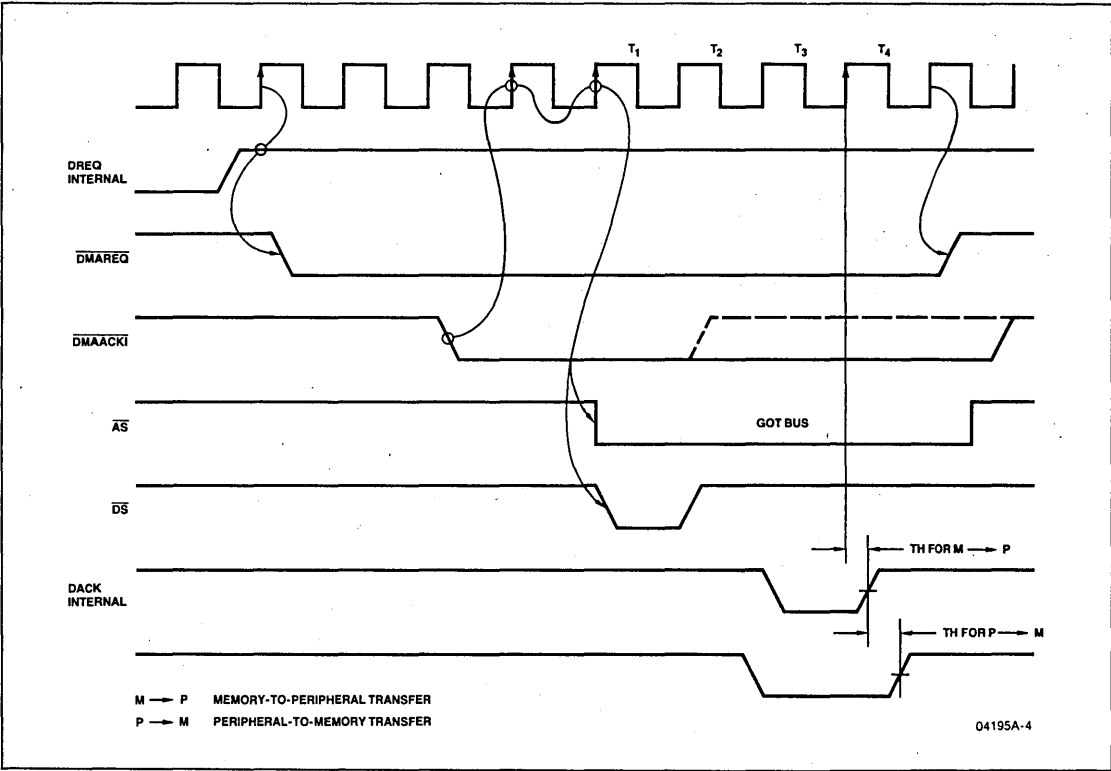 T1 T2 T3 T4
DREQ
INTERNAL
DMAREQ
DMAACKI
AS
GOT BUS
DS
TH FOR M → P
DACK
INTERNAL
TH FOR P → M
M → P MEMORY-TO-PERIPHERAL TRANSFER
P → M PERIPHERAL-TO-MEMORY TRANSFER
04195A-4